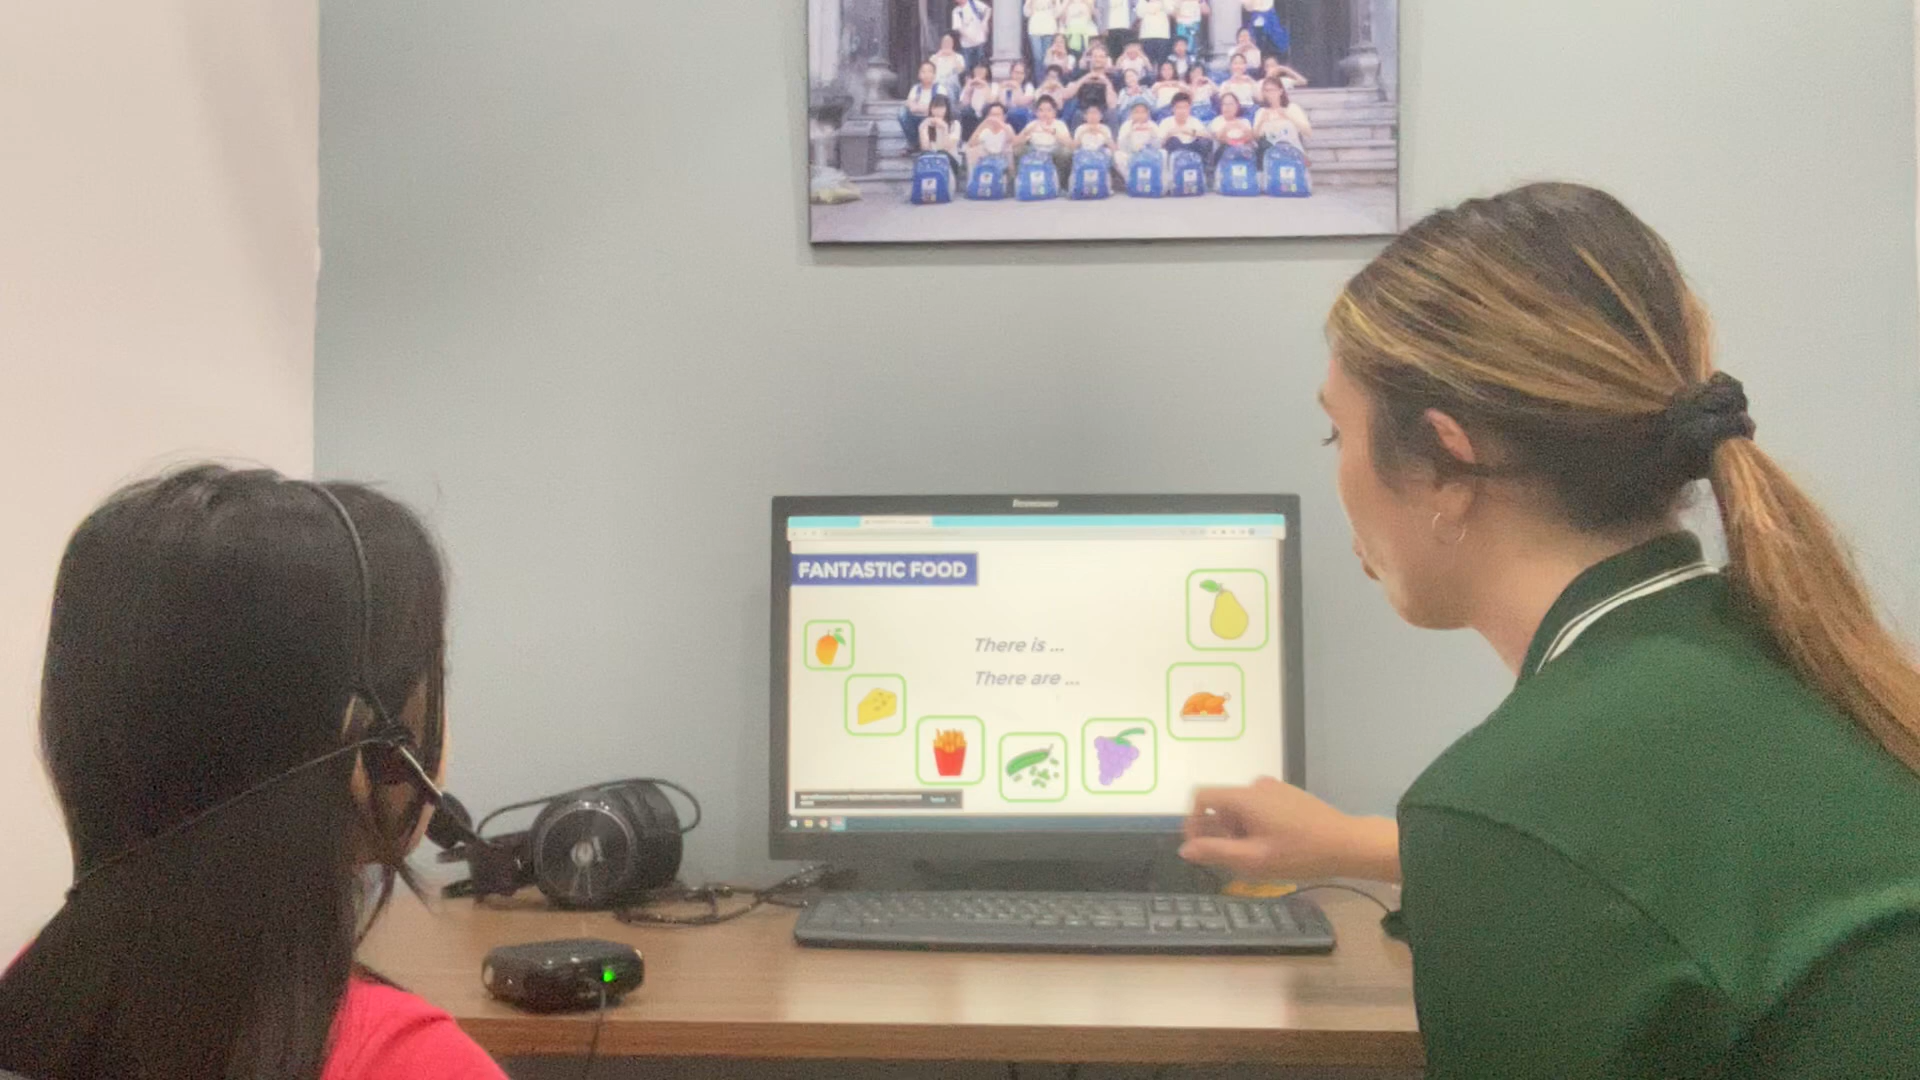 FANTASTIC FOOD
There is ...
There are ...